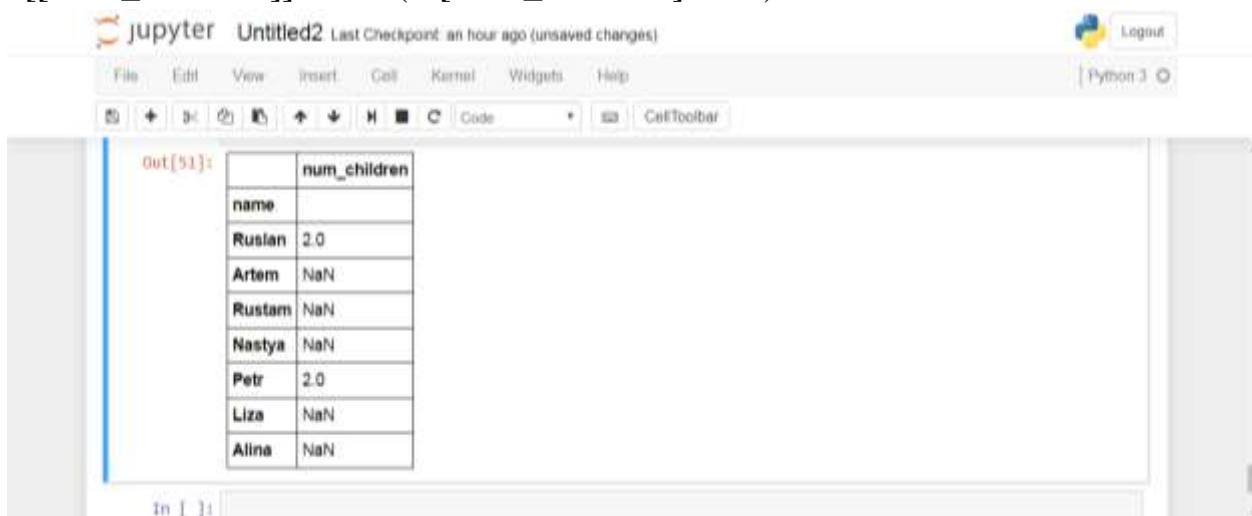 jupyter Untitled2 Last Checkpoint: an hour ago (unsaved changes) Logout
File Edit View Insert Cell Kernel Widgets Help Python 3
Code CellToolbar
Out[51]:
num_children
name
Ruslan 2.0
Artem NaN
Rustam NaN
Nastya NaN
Petr 2.0
Liza NaN
Alina NaN
In [ ]: